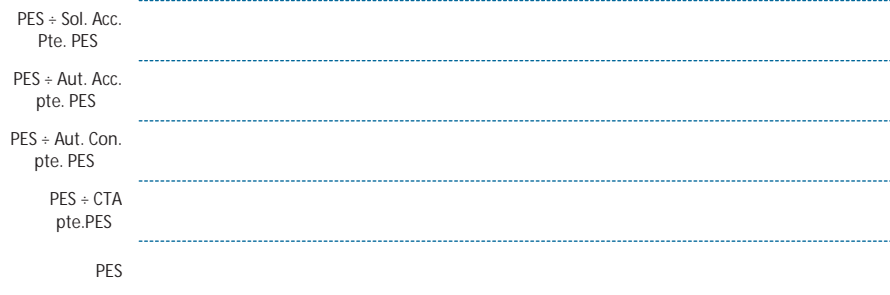 PES ÷ Sol. Acc.
Pte. PES
PES ÷ Aut. Acc.
pte. PES
PES ÷ Aut. Con.
pte. PES
PES ÷ CTA
pte.PES
PES